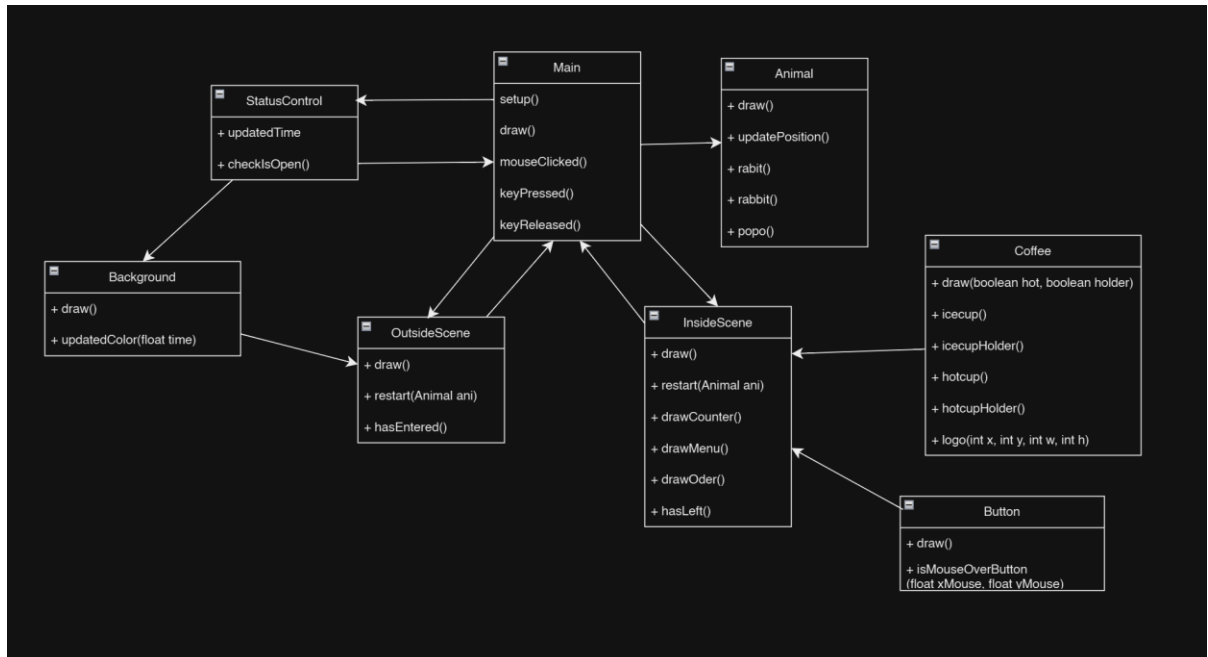 Main
setup()
draw()
mouseClicked()
keyPressed()
keyReleased()
Animal
+ draw()
+ updatePosition()
+ rabit()
+ rabbit()
+ popo()
StatusControl
+ updatedTime
+ checkIsOpen()
Background
+ draw()
+ updatedColor(float time)
OutsideScene
+ draw()
+ restart(Animal ani)
+ hasEntered()
InsideScene
+ draw()
+ restart(Animal ani)
+ drawCounter()
+ drawMenu()
+ drawOder()
+ hasLeft()
Coffee
+ draw(boolean hot, boolean holder)
+ icecup()
+ icecupHolder()
+ hotcup()
+ hotcupHolder()
+ logo(int x, int y, int w, int h)
Button
+ draw()
+ isMouseOverButton
(float xMouse, float yMouse)